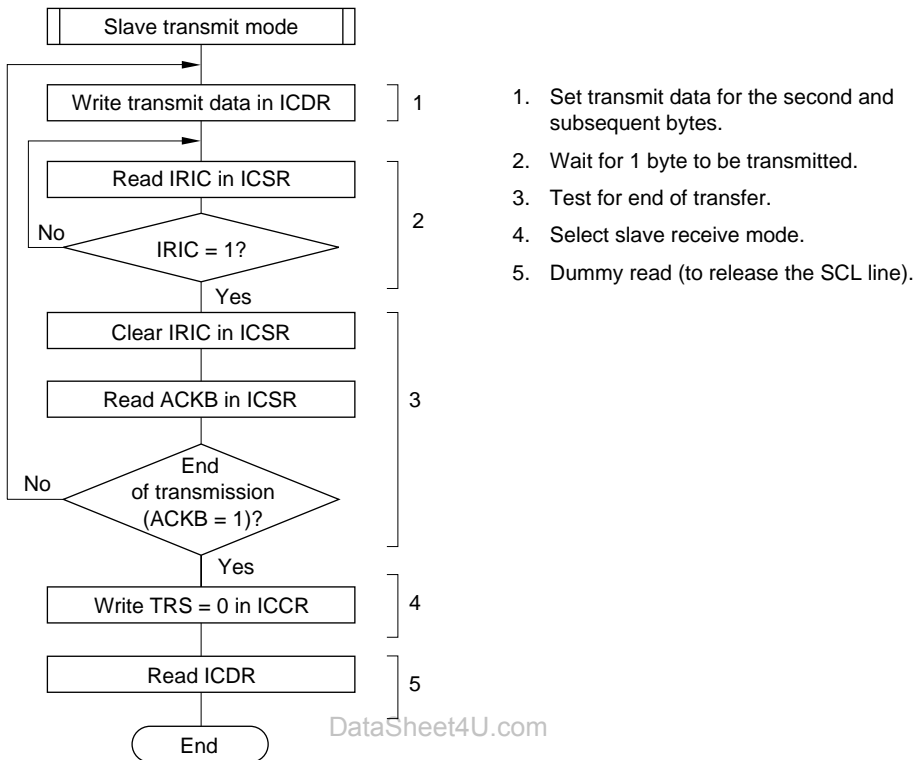 Slave transmit mode
Write transmit data in ICDR
1
Read IRIC in ICSR
2
No
IRIC = 1?
Yes
Clear IRIC in ICSR
Read ACKB in ICSR
3
No
End
of transmission
(ACKB = 1)?
Yes
Write TRS = 0 in ICCR
4
Read ICDR
5
End
1. Set transmit data for the second and
subsequent bytes.
2. Wait for 1 byte to be transmitted.
3. Test for end of transfer.
4. Select slave receive mode.
5. Dummy read (to release the SCL line).
DataSheet4U.com